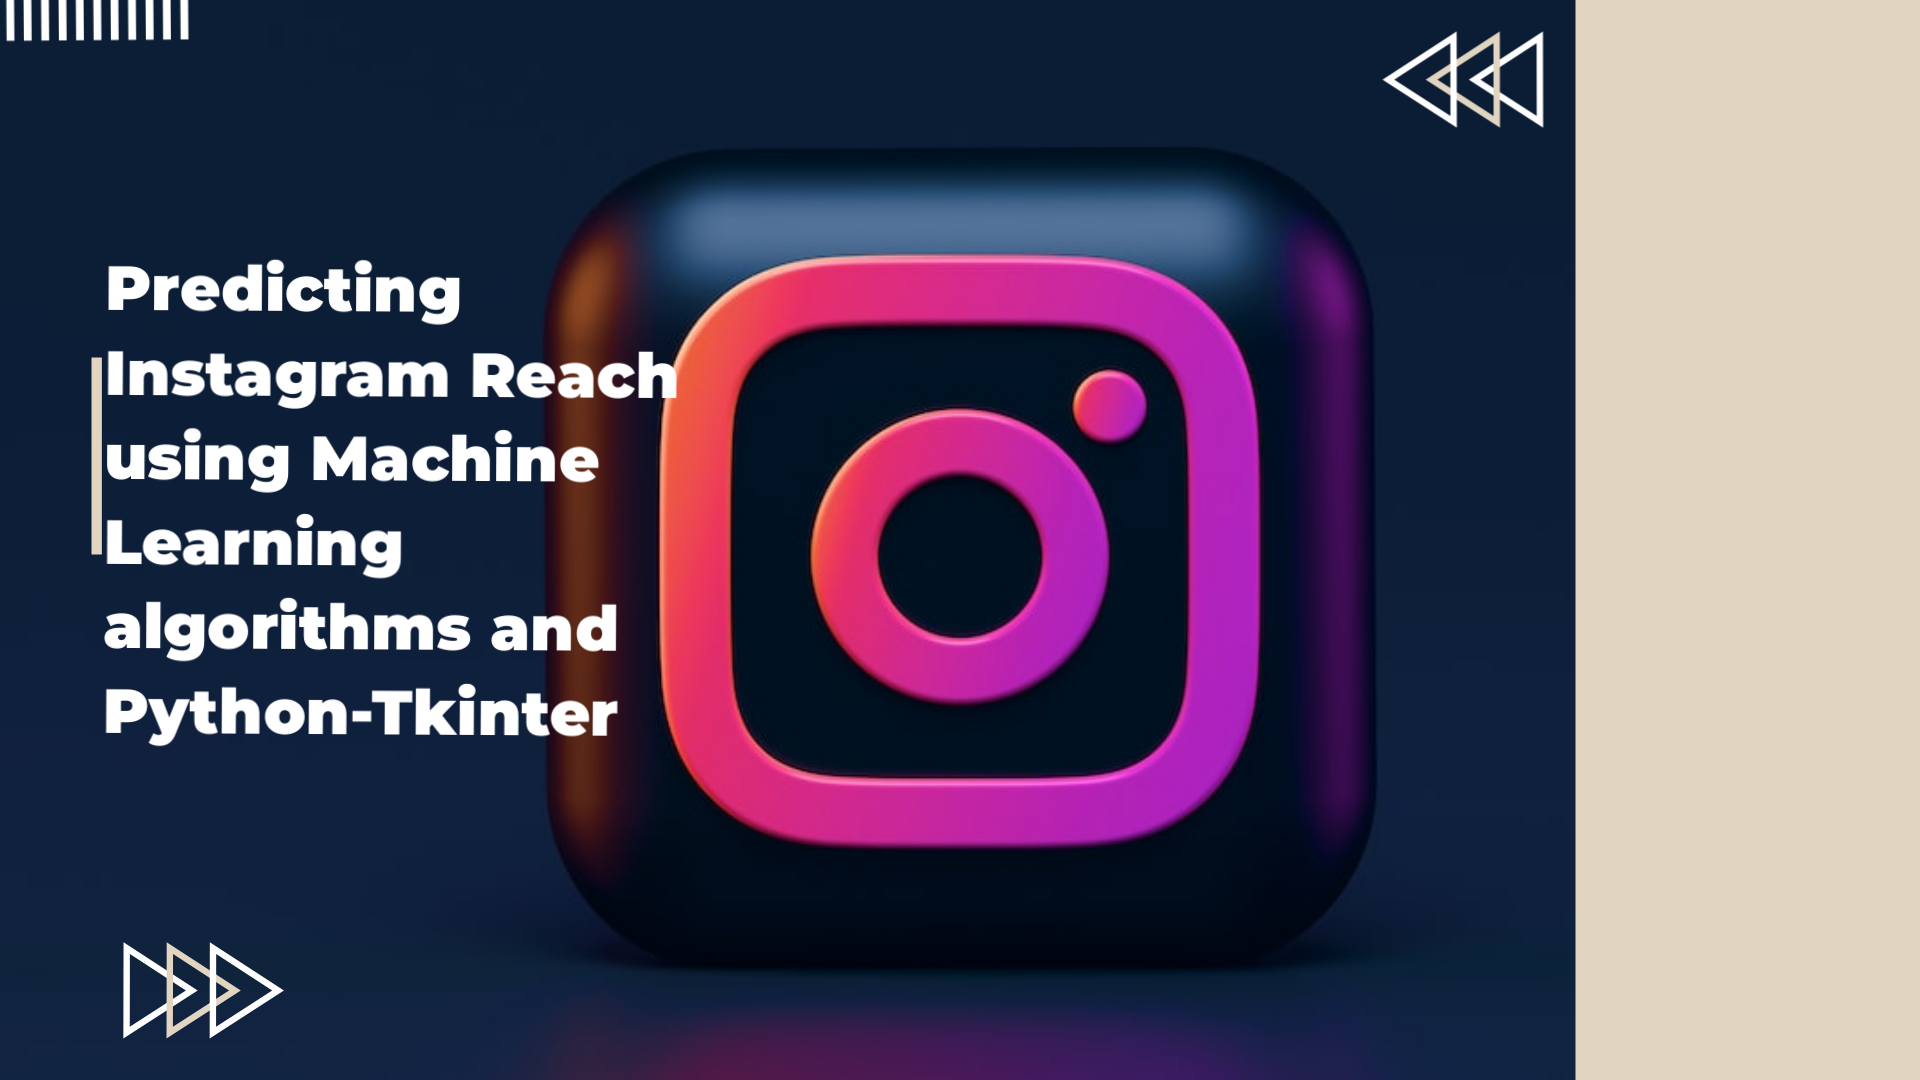 Predicting
Instagram Reach
using Machine
Learning
algorithms and
Python-Tkinter